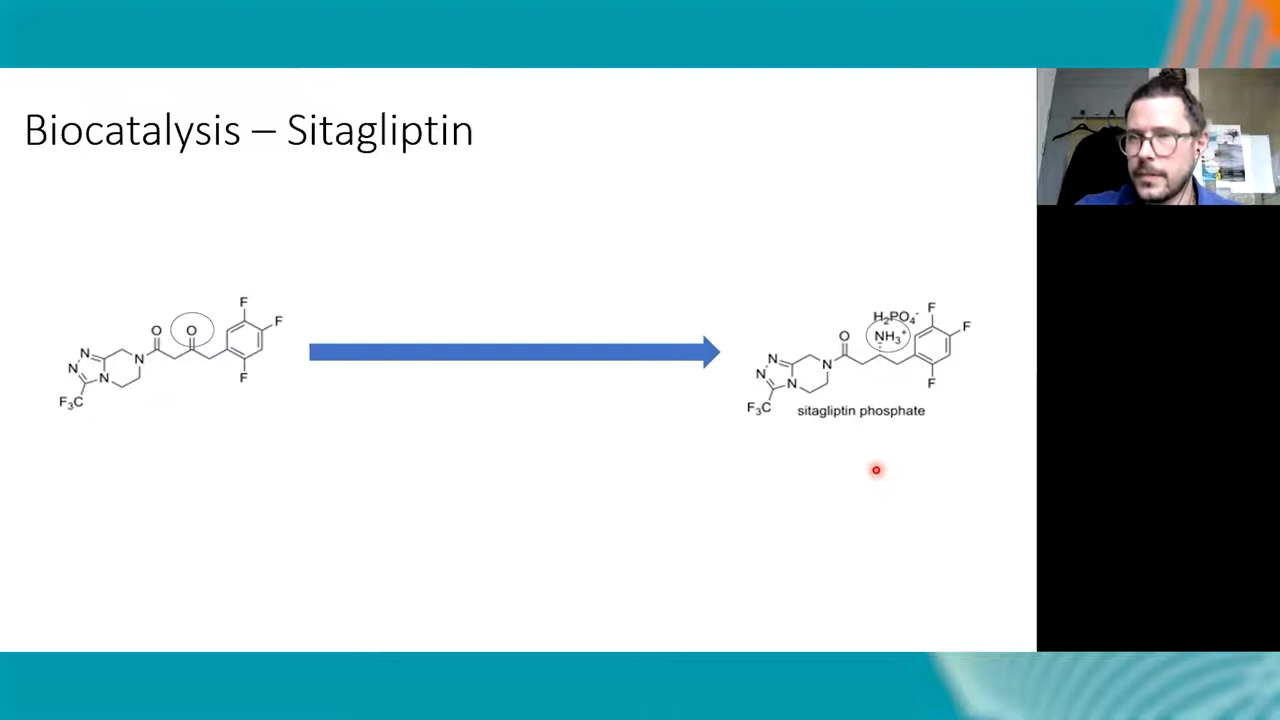 Biocatalysis – Sitagliptin
F
F
F
O
O
N
N
N
N
F₃C
H₂PO₄⁻
NH₃⁺
F
F
F
O
N
N
N
N
F₃C
sitagliptin phosphate